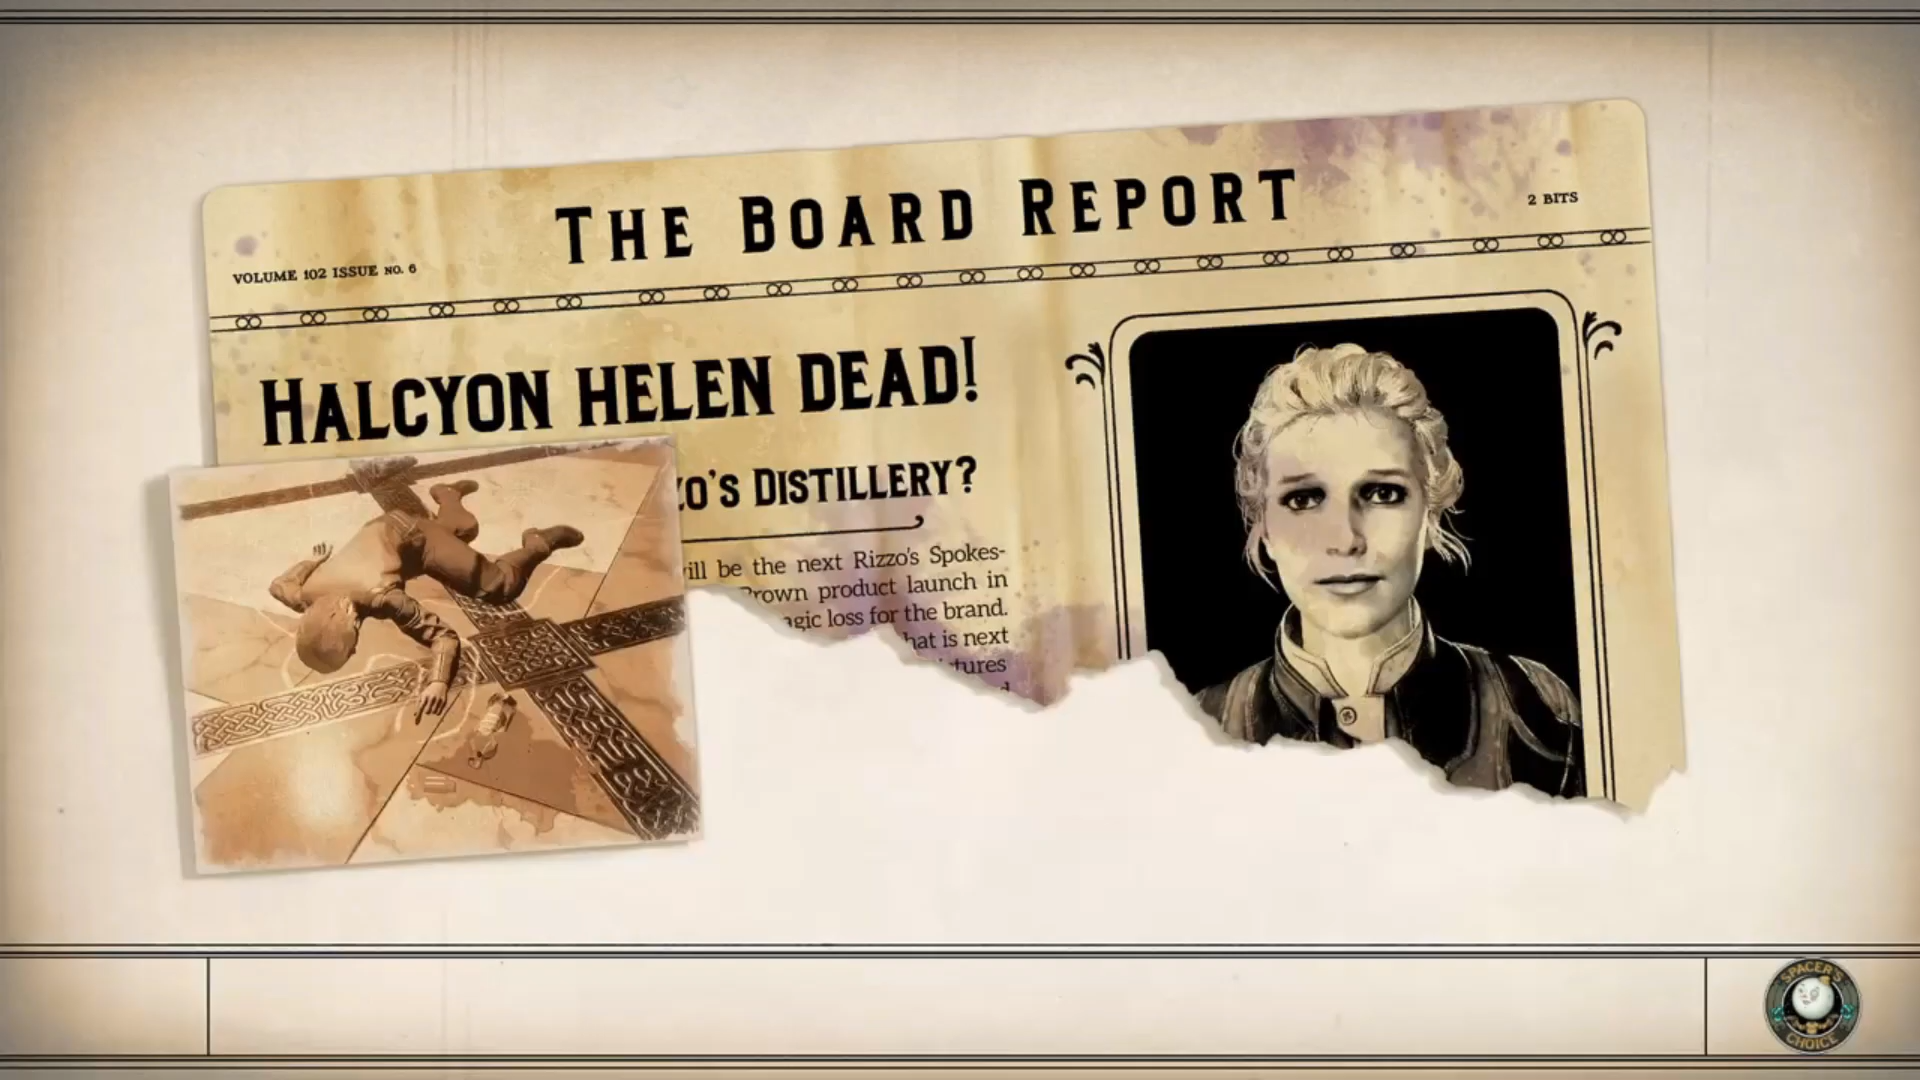 THE BOARD REPORT
2 BITS
VOLUME 102 ISSUE NO. 6
HALCYON HELEN DEAD!
O'S DISTILLERY?
ill be the next Rizzo's Spokes-
Brown product launch in
agic loss for the brand.
hat is next
tures
d
SPACER'S
CHOICE